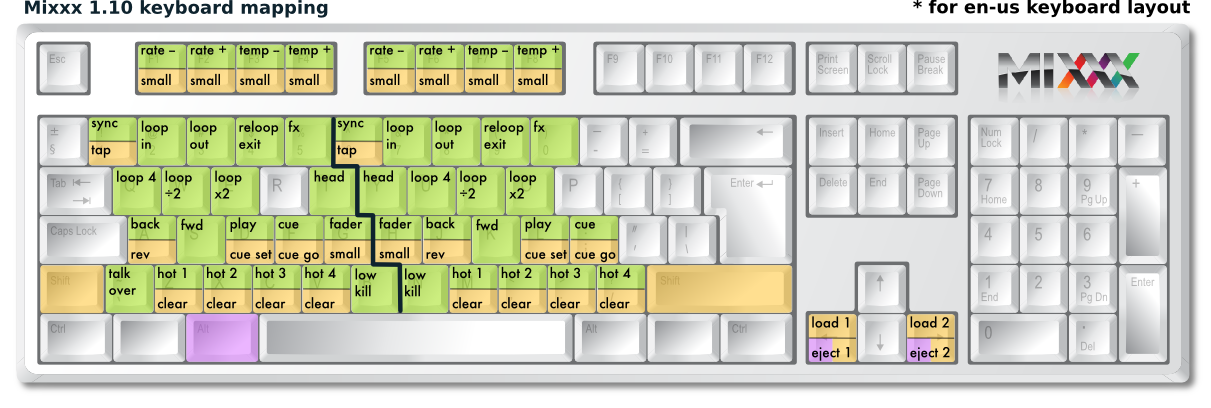 Mixxx 1.10 keyboard mapping
* for en-us keyboard layout
Esc
rate – rate + temp – temp +
small small small small
rate – rate + temp – temp +
small small small small
F9 F10 F11 F12
Print Screen
Scroll Lock
Pause Break
MIXXX
± §
sync
tap
loop in
loop out
reloop exit
fx
sync
tap
loop in
loop out
reloop exit
fx
– -
+ =
←
Insert Home Page Up
Num Lock / * —
Tab
loop 4
loop ÷2
loop x2
R
head
head
loop 4
loop ÷2
loop x2
P
{ [
} ]
Enter
Delete End Page Down
7 Home
8
9 Pg Up
+
Caps Lock
back
rev
fwd
play
cue set
cue
cue go
fader
small
fader
small
back
rev
fwd
play
cue set
cue
cue go
4 5 6
Shift
talk over
hot 1
clear
hot 2
clear
hot 3
clear
hot 4
clear
low kill
low kill
hot 1
clear
hot 2
clear
hot 3
clear
hot 4
clear
Shift
↑
1 End
2
3 Pg Dn
Enter
Ctrl Alt Alt Ctrl
load 1
eject 1
↓
load 2
eject 2
0
. Del